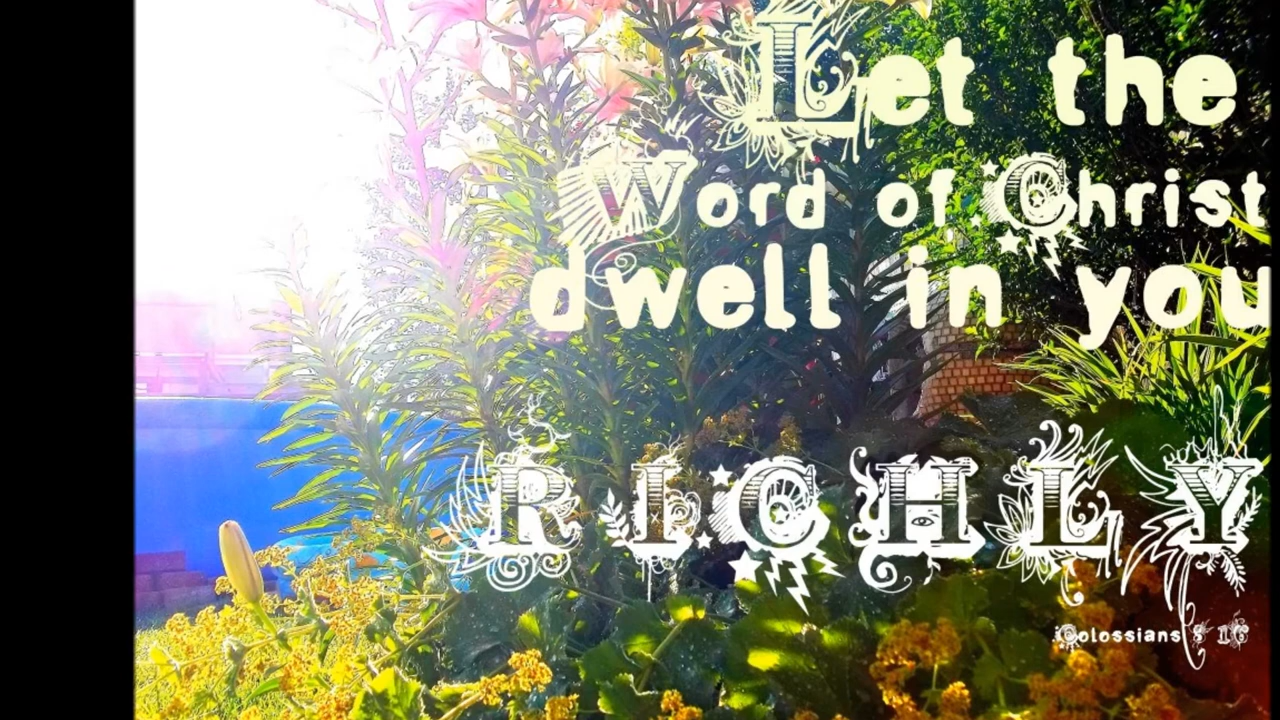 Let the
Word of Christ
dwell in you
RICHLY
Colossians 3 16